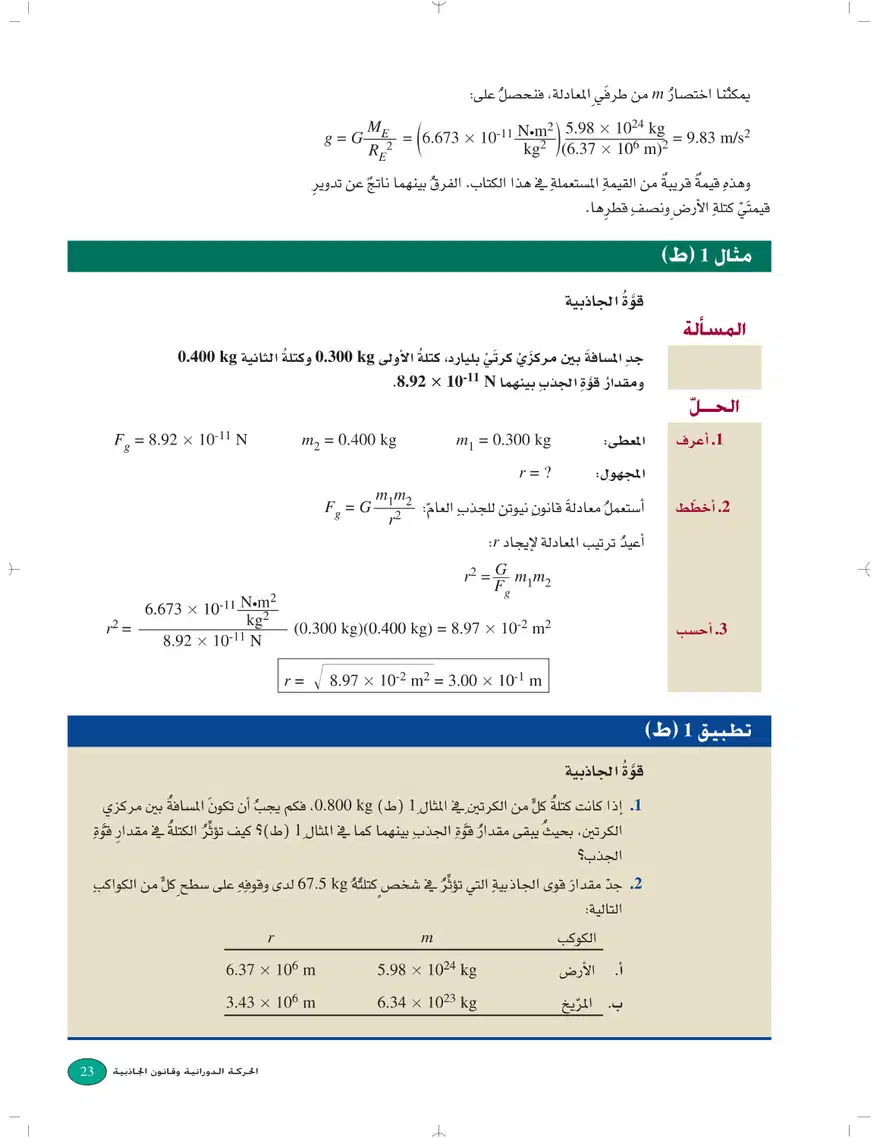 يمكنُنا اختصارُ m من طرفَيِ المعادلة، فنحصلُ على:
g = G M_E / R_E² = (6.673 × 10⁻¹¹ N•m² / kg²) 5.98 × 10²⁴ kg / (6.37 × 10⁶ m)² = 9.83 m/s²
وهذهِ قيمةٌ قريبةٌ من القيمةِ المستعملةِ في هذا الكتاب. الفرقُ بينهما ناتجٌ عن تدويرِ
قيمتَيْ كتلةِ الأرضِ ونصفِ قطرِها.
مثال 1 (ط)
قوَّةُ الجاذبية
المسألة
جدِ المسافةَ بين مركزَيْ كرتَيْ بليارد، كتلةُ الأولى 0.300 kg وكتلةُ الثانية 0.400 kg
ومقدارُ قوَّةِ الجذبِ بينهما 8.92 × 10⁻¹¹ N.
الحـــلّ
1. أعرف المعطى: m₁ = 0.300 kg m₂ = 0.400 kg F_g = 8.92 × 10⁻¹¹ N
المجهول: r = ?
2. أخطّط أستعملُ معادلةَ قانونِ نيوتن للجذبِ العامّ: F_g = G m₁m₂ / r²
أعيدُ ترتيب المعادلة لإيجاد r:
r² = G / F_g m₁m₂
3. أحسب r² = 6.673 × 10⁻¹¹ N•m² / kg² / 8.92 × 10⁻¹¹ N (0.300 kg)(0.400 kg) = 8.97 × 10⁻² m²
r = √8.97 × 10⁻² m² = 3.00 × 10⁻¹ m
تطبيق 1 (ط)
قوَّةُ الجاذبية
1. إذا كانت كتلةُ كلٍّ من الكرتينِ في المثالِ 1 (ط) 0.800 kg، فكم يجبُ أن تكونَ المسافةُ بين مركزي
الكرتين، بحيثُ يبقى مقدارُ قوَّةِ الجذبِ بينهما كما في المثالِ 1 (ط)؟ كيف تؤثِّرُ الكتلةُ في مقدارِ قوَّةِ
الجذب؟
2. جدْ مقدارَ قوى الجاذبيةِ التي تؤثِّرُ في شخصٍ كتلتُهُ 67.5 kg لدى وقوفِهِ على سطحِ كلٍّ من الكواكبِ
التالية:
الكوكب m r
أ. الأرض 5.98 × 10²⁴ kg 6.37 × 10⁶ m
ب. المرّيخ 6.34 × 10²³ kg 3.43 × 10⁶ m
الحركة الدورانية وقانون الجاذبية 23